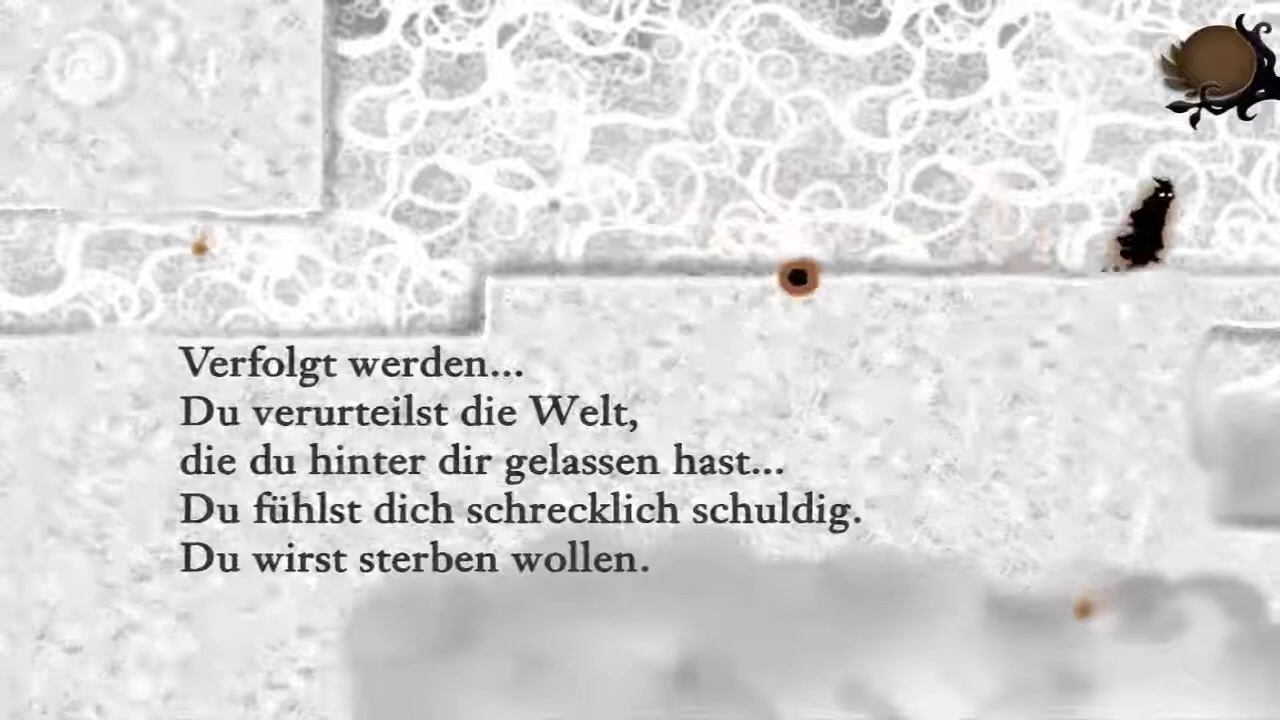 Verfolgt werden...
Du verurteilst die Welt,
die du hinter dir gelassen hast...
Du fühlst dich schrecklich schuldig.
Du wirst sterben wollen.